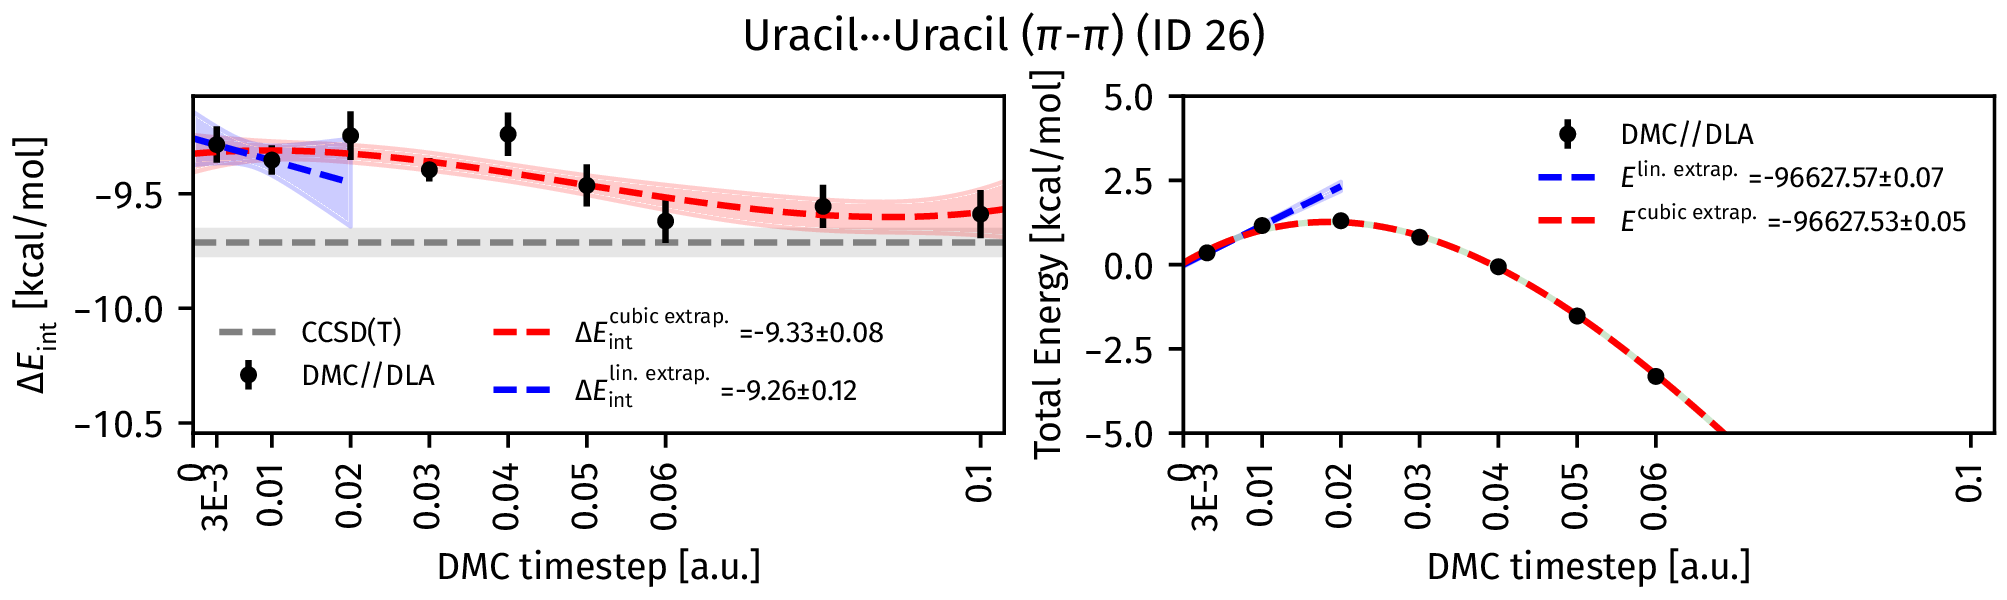 Uracil···Uracil (π-π) (ID 26)
ΔE_int [kcal/mol]
−9.5
−10.0
−10.5
CCSD(T)
DMC//DLA
ΔE_int^cubic extrap. =-9.33±0.08
ΔE_int^lin. extrap. =-9.26±0.12
0
3E-3
0.01
0.02
0.03
0.04
0.05
0.06
0.1
DMC timestep [a.u.]
Total Energy [kcal/mol]
5.0
2.5
0.0
−2.5
−5.0
DMC//DLA
E^lin. extrap. =-96627.57±0.07
E^cubic extrap. =-96627.53±0.05
0
3E-3
0.01
0.02
0.03
0.04
0.05
0.06
0.1
DMC timestep [a.u.]